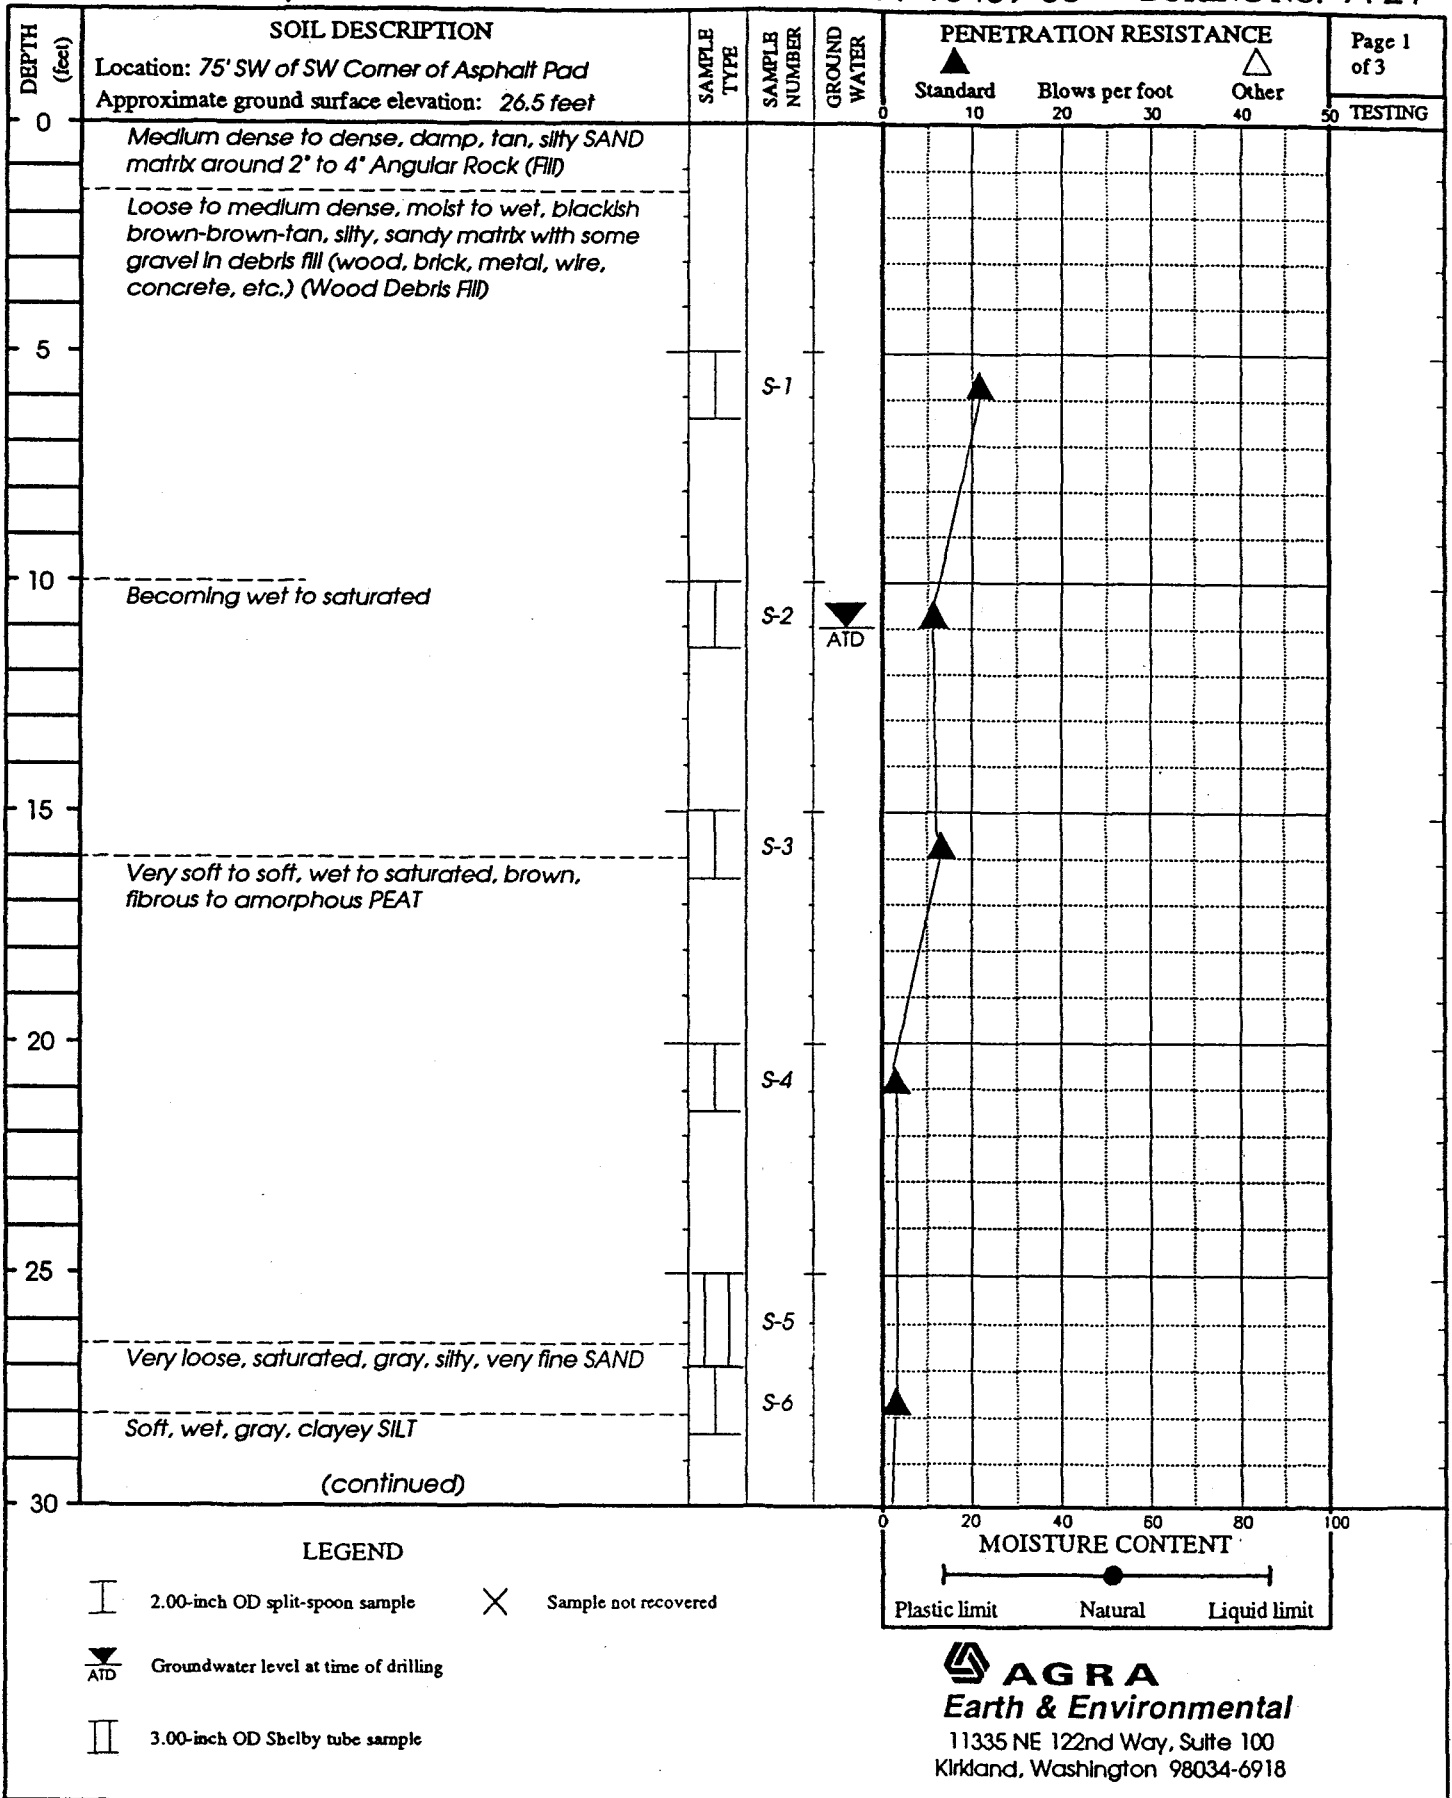 DEPTH (feet)
SOIL DESCRIPTION
Location: 75' SW of SW Corner of Asphalt Pad
Approximate ground surface elevation: 26.5 feet
SAMPLE TYPE
SAMPLE NUMBER
GROUND WATER
PENETRATION RESISTANCE
Standard Blows per foot Other
0 10 20 30 40 50
Page 1 of 3
TESTING
0
Medium dense to dense, damp, tan, silty SAND
matrix around 2" to 4" Angular Rock (Fill)
Loose to medium dense, moist to wet, blackish
brown-brown-tan, silty, sandy matrix with some
gravel in debris fill (wood, brick, metal, wire,
concrete, etc.) (Wood Debris Fill)
5
S-1
10
Becoming wet to saturated
S-2
ATD
15
S-3
Very soft to soft, wet to saturated, brown,
fibrous to amorphous PEAT
20
S-4
25
S-5
Very loose, saturated, gray, silty, very fine SAND
S-6
Soft, wet, gray, clayey SILT
(continued)
30
0 20 40 60 80 100
MOISTURE CONTENT
Plastic limit Natural Liquid limit
LEGEND
2.00-inch OD split-spoon sample
Sample not recovered
ATD Groundwater level at time of drilling
3.00-inch OD Shelby tube sample
AGRA
Earth & Environmental
11335 NE 122nd Way, Suite 100
Kirkland, Washington 98034-6918